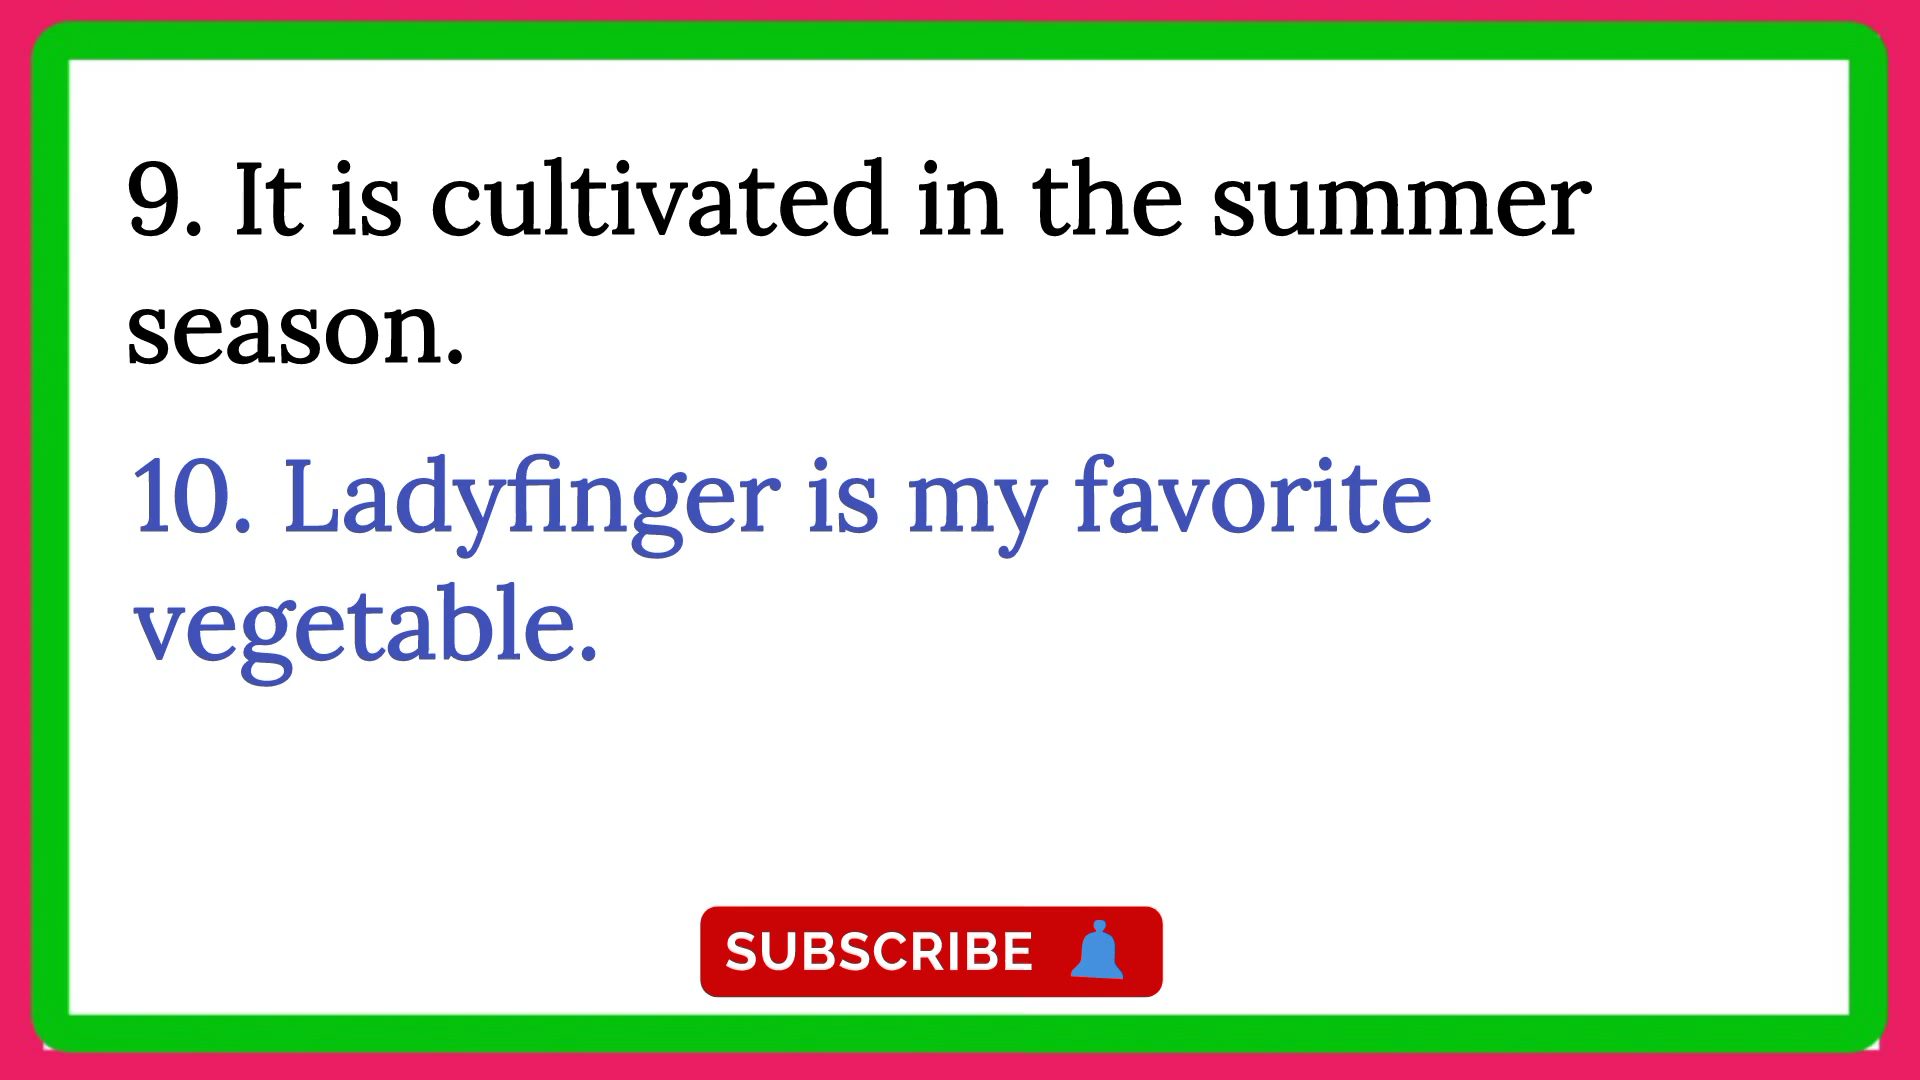 9. It is cultivated in the summer
season.
10. Ladyfinger is my favorite
vegetable.
SUBSCRIBE